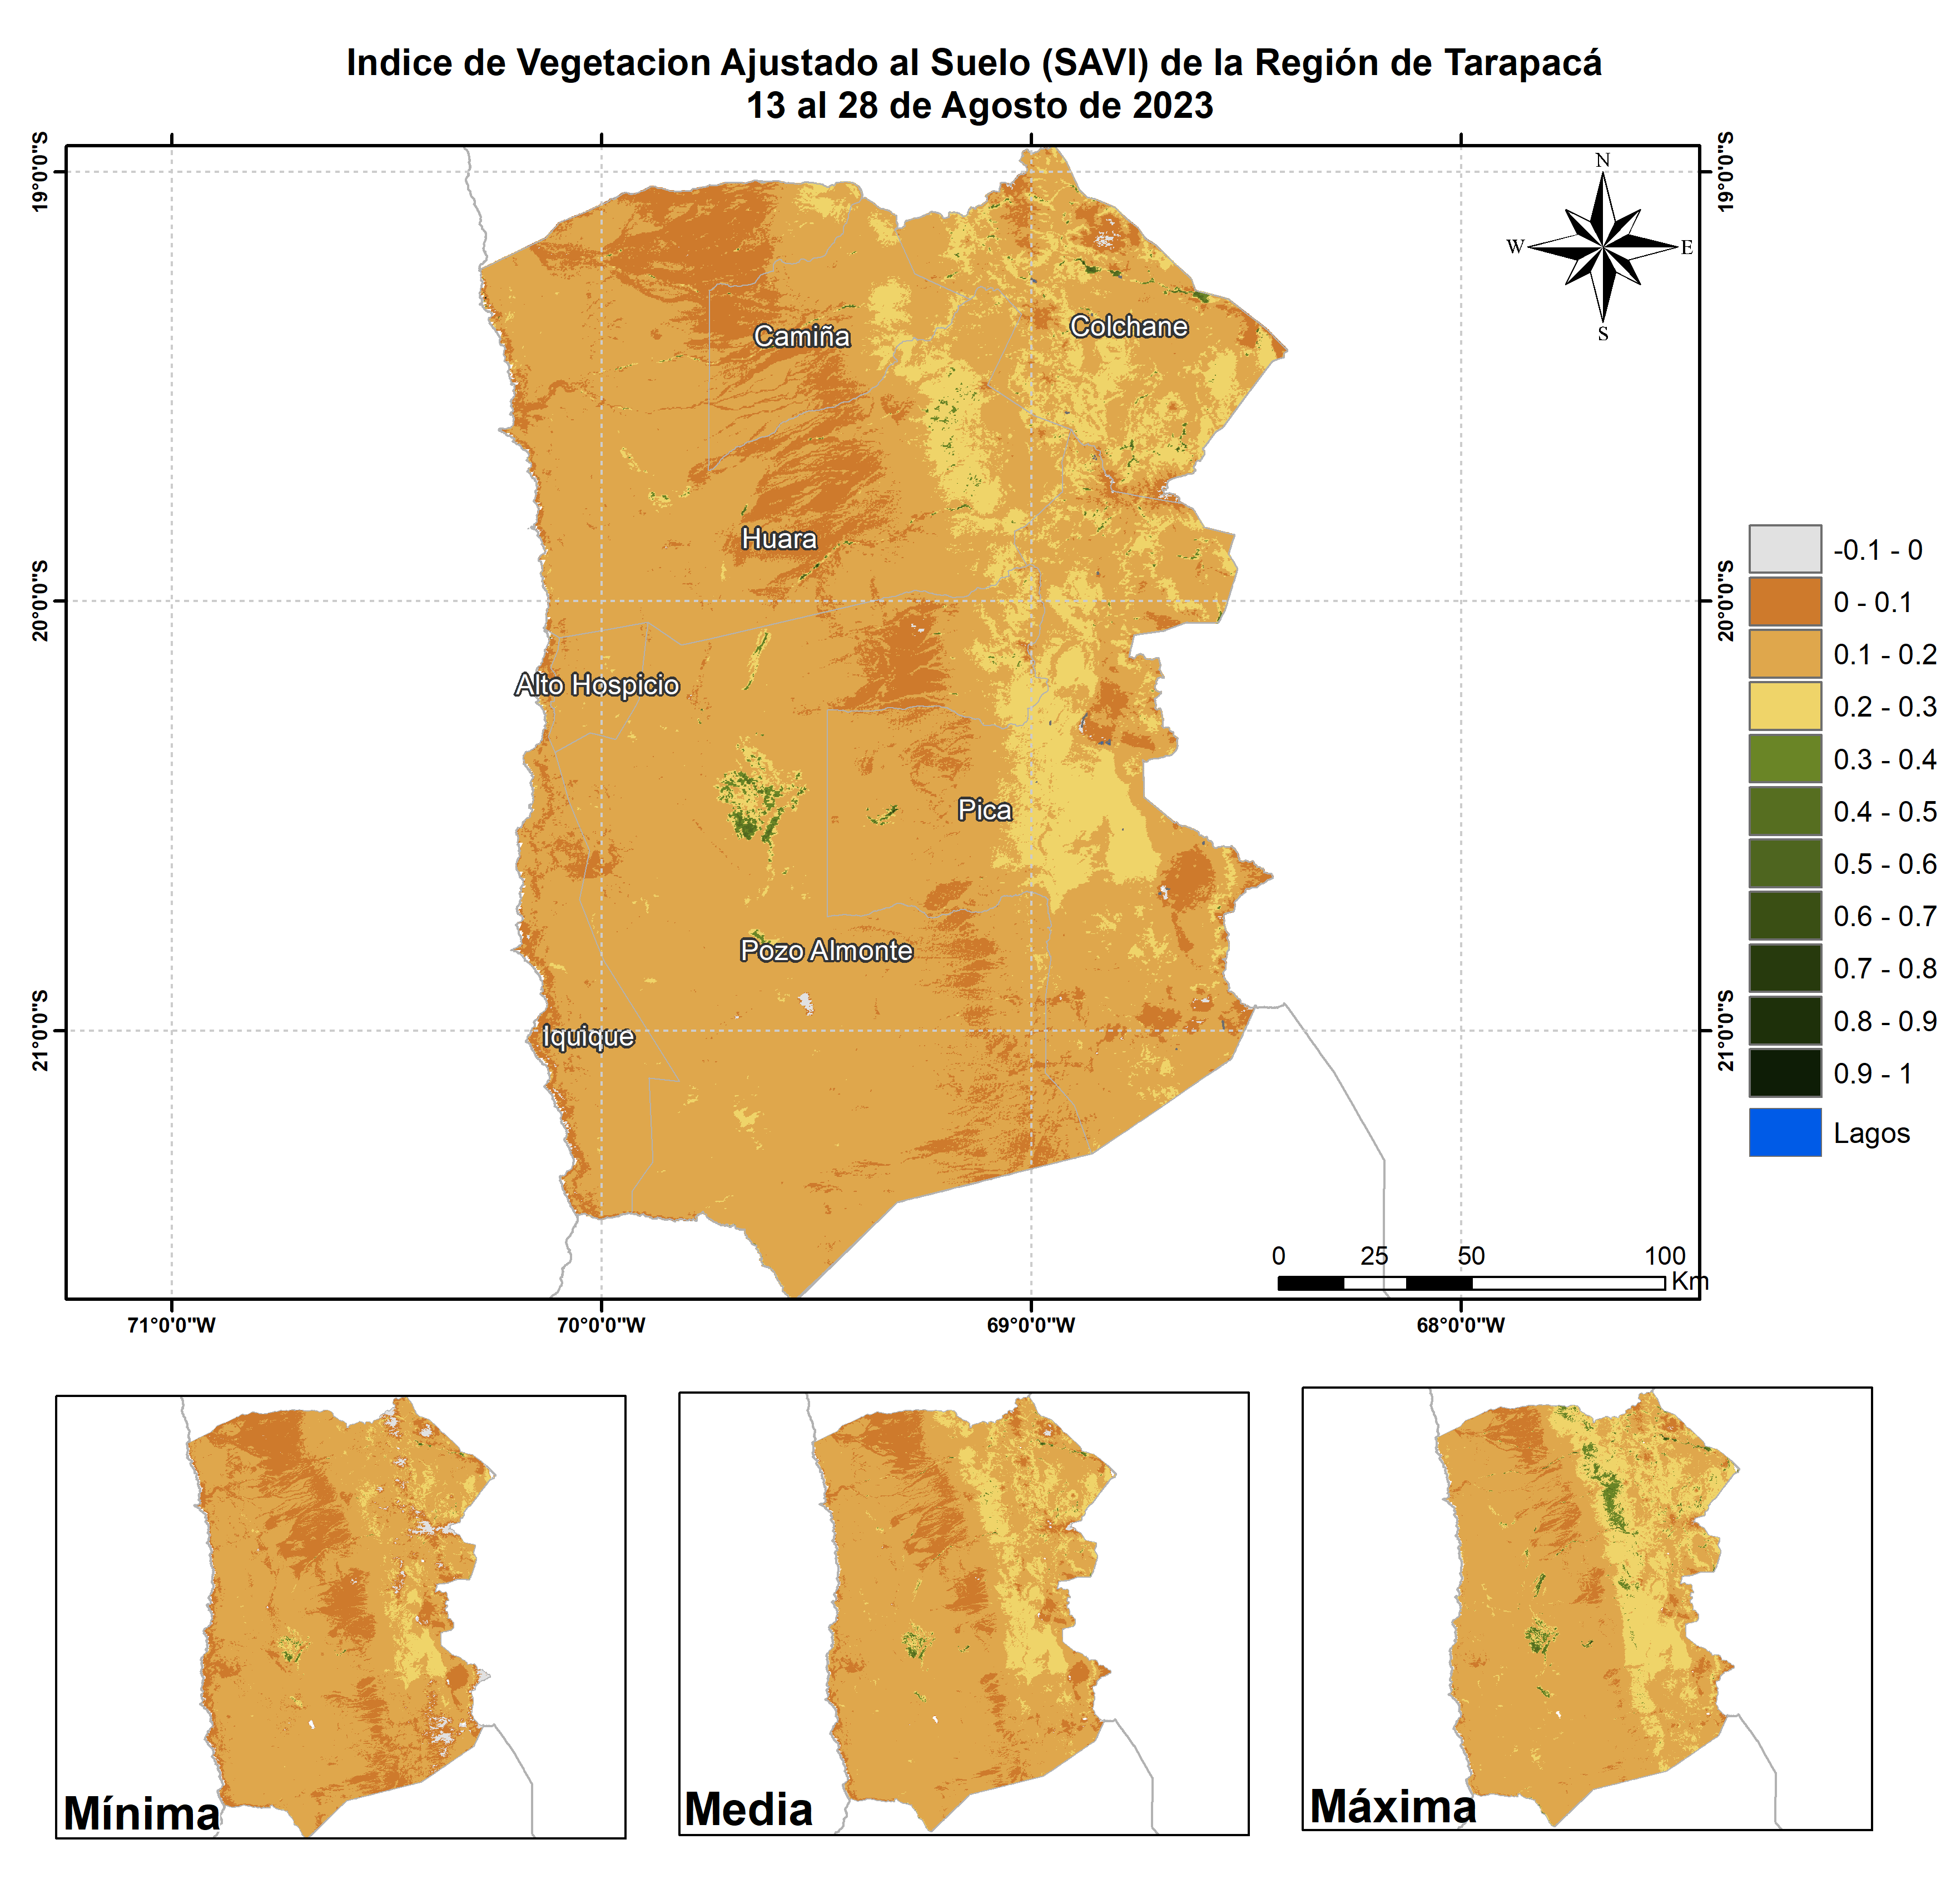 Indice de Vegetacion Ajustado al Suelo (SAVI) de la Región de Tarapacá
13 al 28 de Agosto de 2023
19°0'0"S
19°0'0"S
N
W
E
S
Camiña
Colchane
Huara
20°0'0"S
20°0'0"S
Alto Hospicio
Pica
Pozo Almonte
21°0'0"S
21°0'0"S
Iquique
-0.1 - 0
0 - 0.1
0.1 - 0.2
0.2 - 0.3
0.3 - 0.4
0.4 - 0.5
0.5 - 0.6
0.6 - 0.7
0.7 - 0.8
0.8 - 0.9
0.9 - 1
Lagos
0 25 50 100
Km
71°0'0"W 70°0'0"W 69°0'0"W 68°0'0"W
Mínima
Media
Máxima